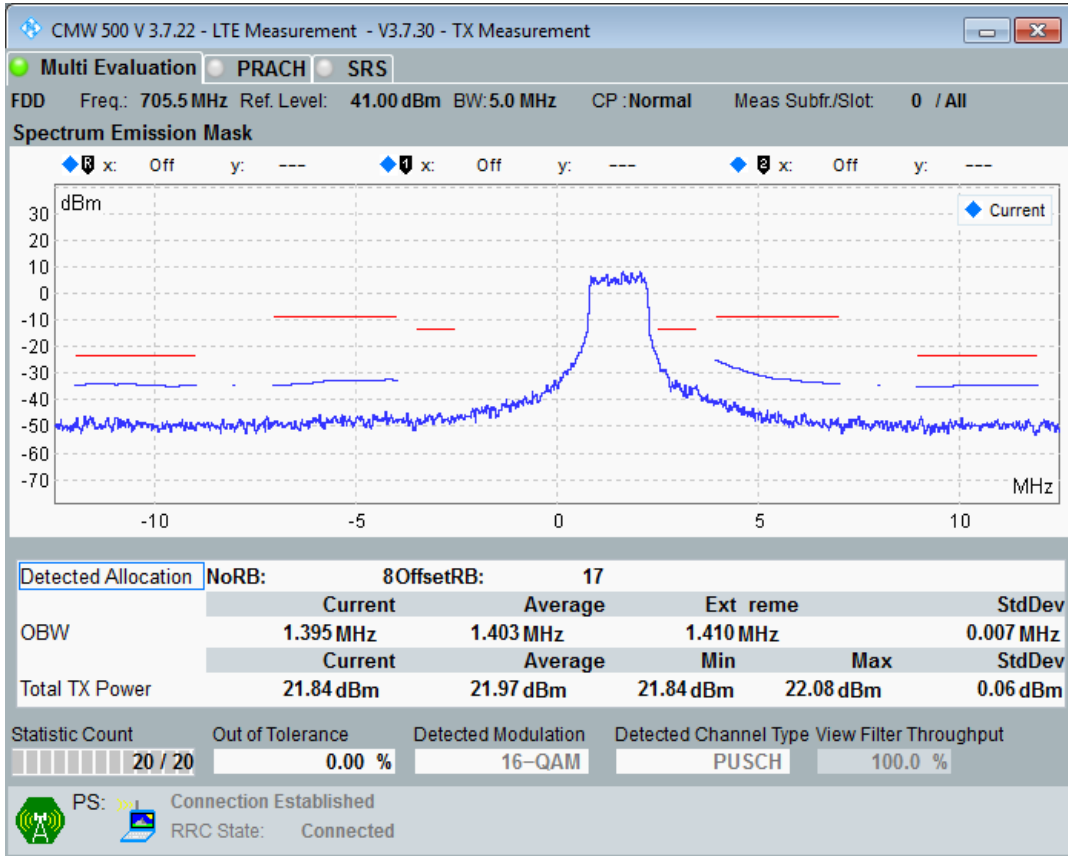 CMW 500 V 3.7.22 - LTE Measurement - V3.7.30 - TX Measurement
Multi Evaluation PRACH SRS
FDD Freq.: 705.5 MHz Ref. Level: 41.00 dBm BW: 5.0 MHz CP : Normal Meas Subfr./Slot: 0 / All
Spectrum Emission Mask
R x: Off y: --- 1 x: Off y: --- 2 x: Off y: ---
dBm
Current
30
20
10
0
-10
-20
-30
-40
-50
-60
-70
MHz
-10 -5 0 5 10
Detected Allocation NoRB: 8 OffsetRB: 17
Current Average Ext reme StdDev
OBW 1.395 MHz 1.403 MHz 1.410 MHz 0.007 MHz
Current Average Min Max StdDev
Total TX Power 21.84 dBm 21.97 dBm 21.84 dBm 22.08 dBm 0.06 dBm
Statistic Count Out of Tolerance Detected Modulation Detected Channel Type View Filter Throughput
20 / 20 0.00 % 16-QAM PUSCH 100.0 %
PS: Connection Established
RRC State: Connected